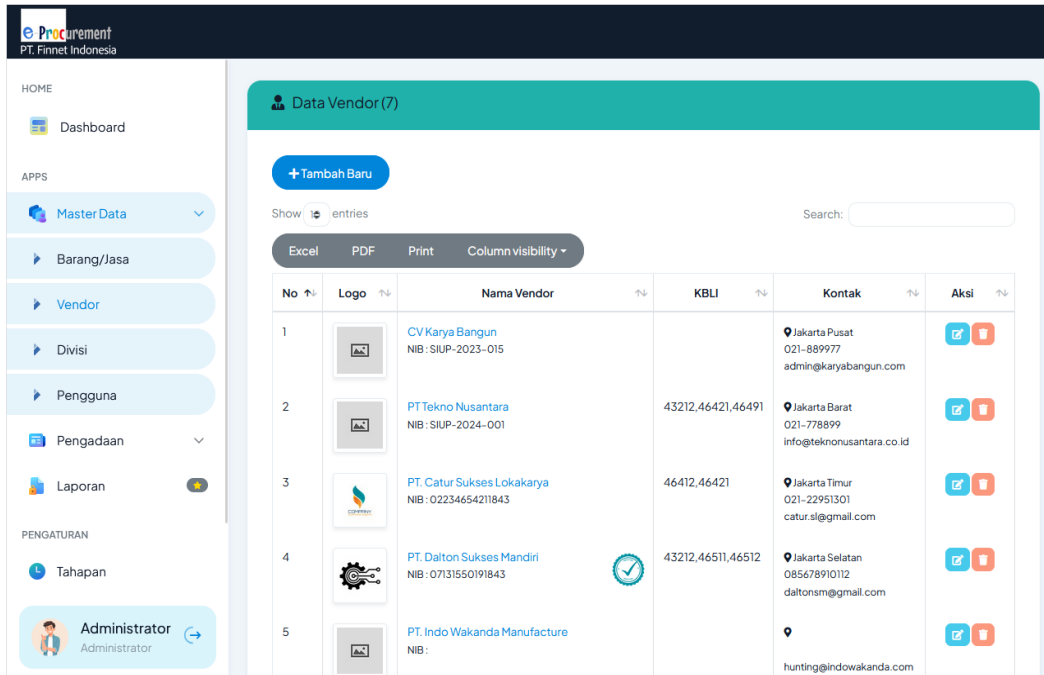 e-Procurement
PT. Finnet Indonesia
HOME
Dashboard
APPS
Master Data
Barang/Jasa
Vendor
Divisi
Pengguna
Pengadaan
Laporan
PENGATURAN
Tahapan
Administrator
Administrator
Data Vendor (7)
+ Tambah Baru
Show 10 entries
Search:
Excel PDF Print Column visibility
No Logo Nama Vendor KBLI Kontak Aksi
1 CV Karya Bangun Jakarta Pusat
NIB : SIUP-2023-015 021-889977
admin@karyabangun.com
2 PT Tekno Nusantara 43212,46421,46491 Jakarta Barat
NIB : SIUP-2024-001 021-778899
info@teknonusantara.co.id
3 PT. Catur Sukses Lokakarya 46412,46421 Jakarta Timur
NIB : 02234654211843 021-22951301
COMPANY
catur.sl@gmail.com
4 PT. Dalton Sukses Mandiri 43212,46511,46512 Jakarta Selatan
NIB : 07131550191843 085678910112
daltonsm@gmail.com
5 PT. Indo Wakanda Manufacture
NIB :
hunting@indowakanda.com